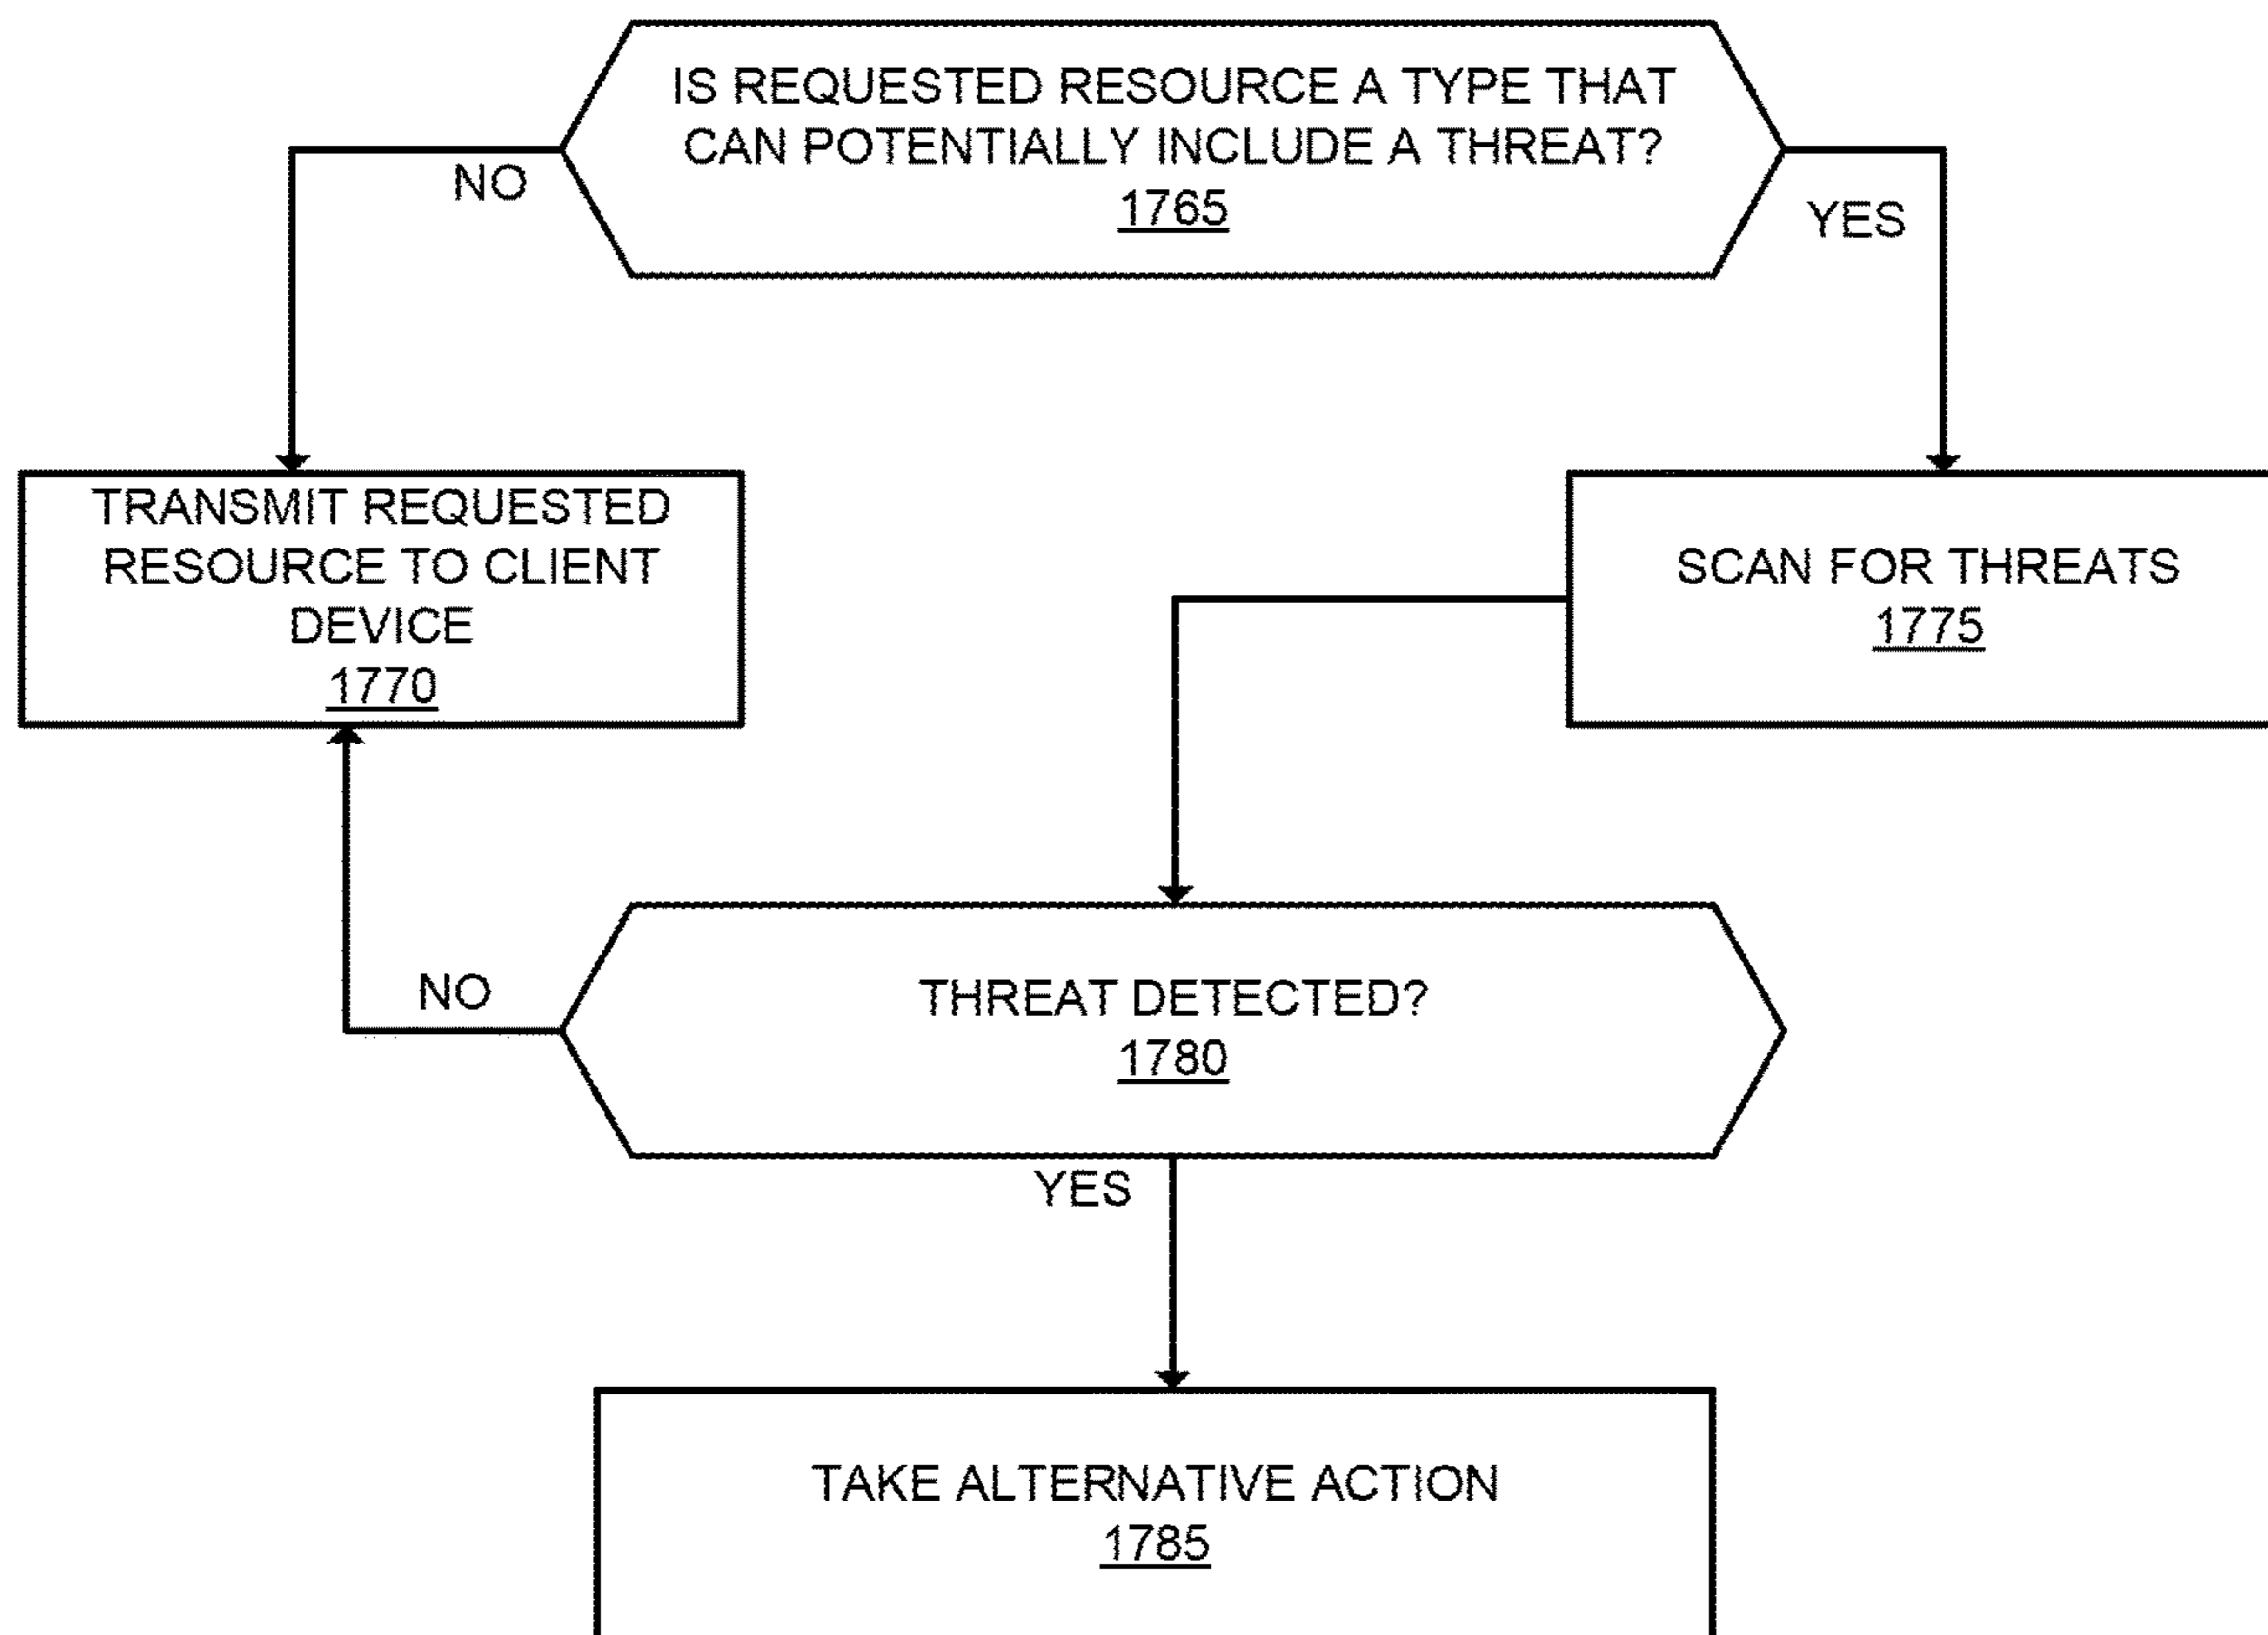 IS REQUESTED RESOURCE A TYPE THAT
CAN POTENTIALLY INCLUDE A THREAT?
1765
NO
YES
TRANSMIT REQUESTED
RESOURCE TO CLIENT
DEVICE
1770
SCAN FOR THREATS
1775
NO
THREAT DETECTED?
1780
YES
TAKE ALTERNATIVE ACTION
1785